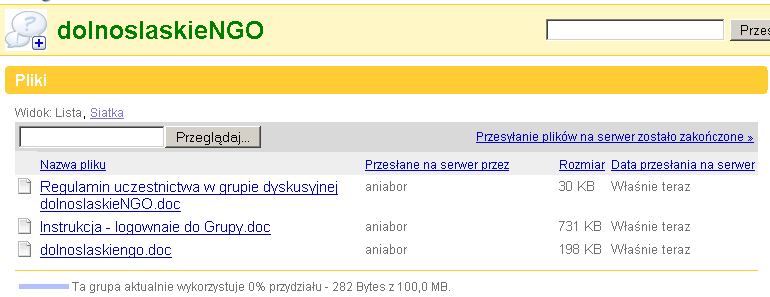 dolnoslaskieNGO
Przes
Pliki
Widok: Lista, Siatka
Przeglądaj... Przesyłanie plików na serwer zostało zakończone »
Nazwa pliku Przesłane na serwer przez Rozmiar Data przesłania na serwer
Regulamin uczestnictwa w grupie dyskusyjnej aniabor 30 KB Właśnie teraz
dolnoslaskieNGO.doc
Instrukcja - logownaie do Grupy.doc aniabor 731 KB Właśnie teraz
dolnoslaskiengo.doc aniabor 198 KB Właśnie teraz
Ta grupa aktualnie wykorzystuje 0% przydziału - 282 Bytes z 100,0 MB.